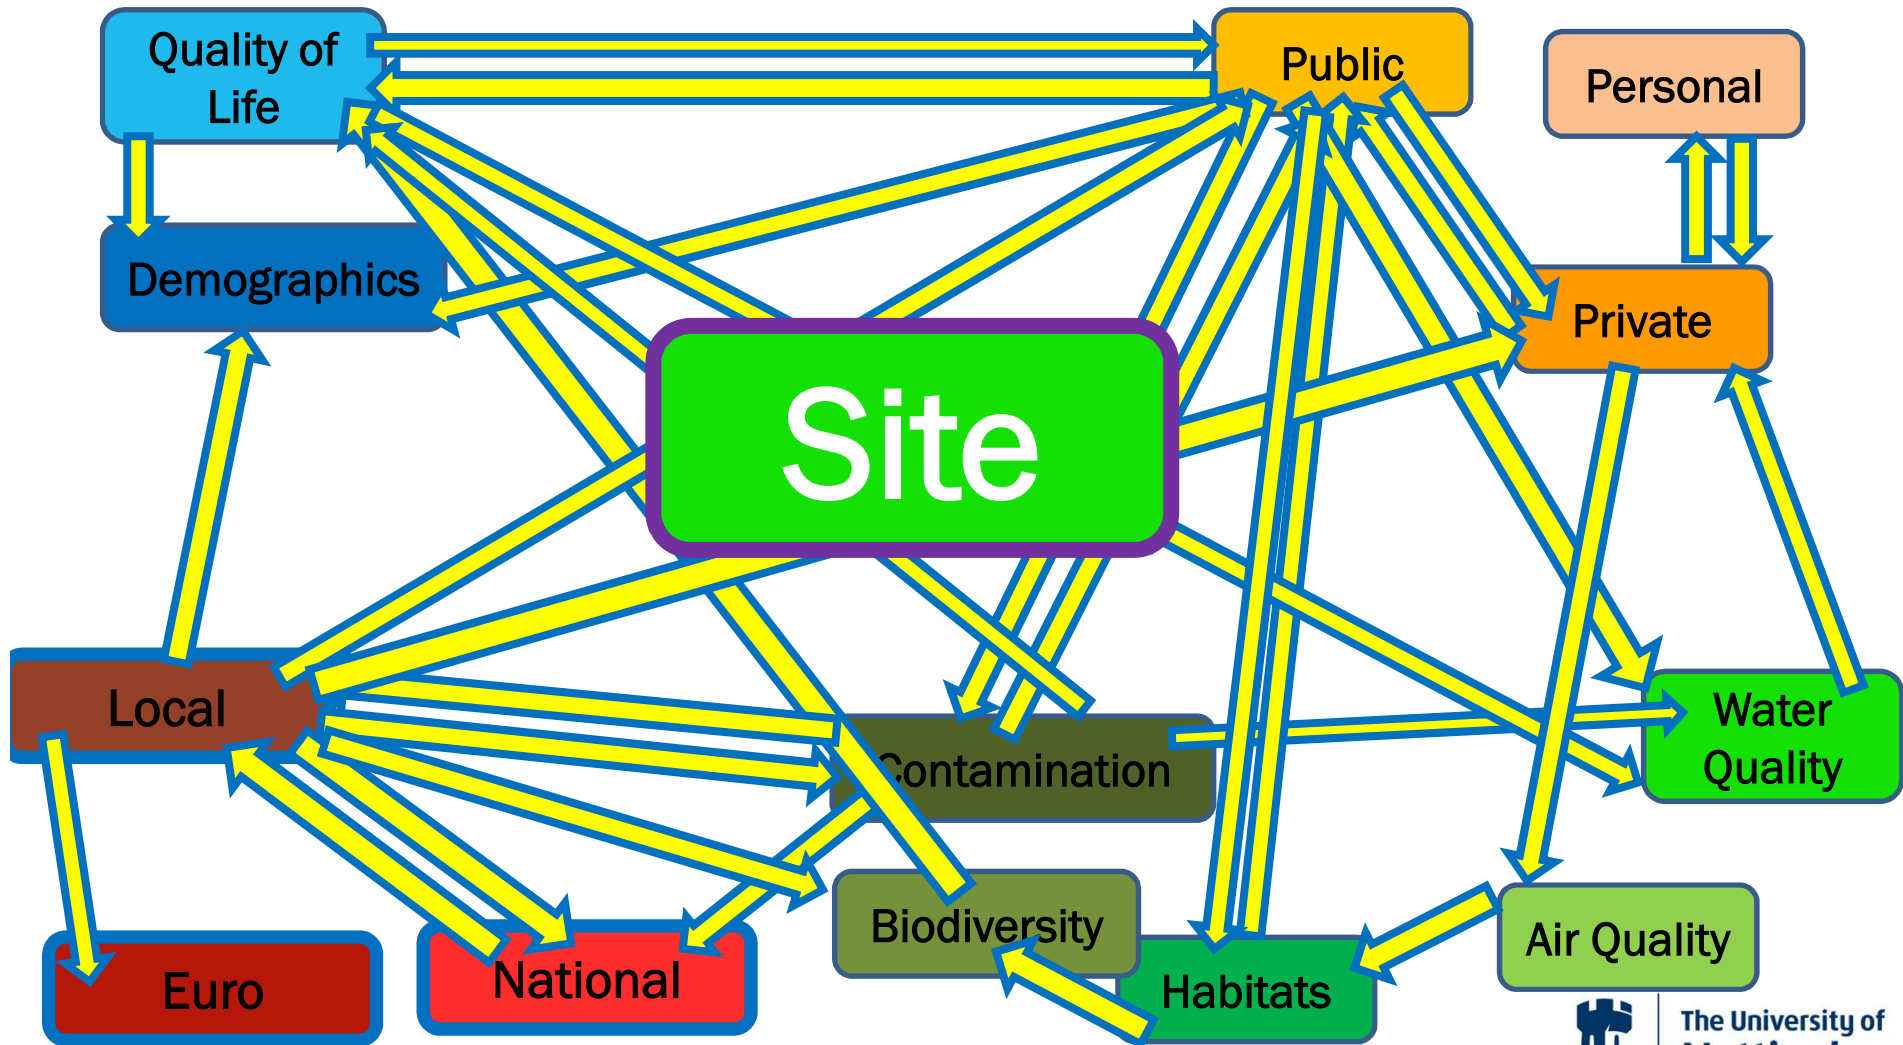 Quality of
Life
Public
Personal
Demographics
Private
Site
Local
Water
Quality
Contamination
Biodiversity
Air Quality
Euro
National
Habitats
The University of